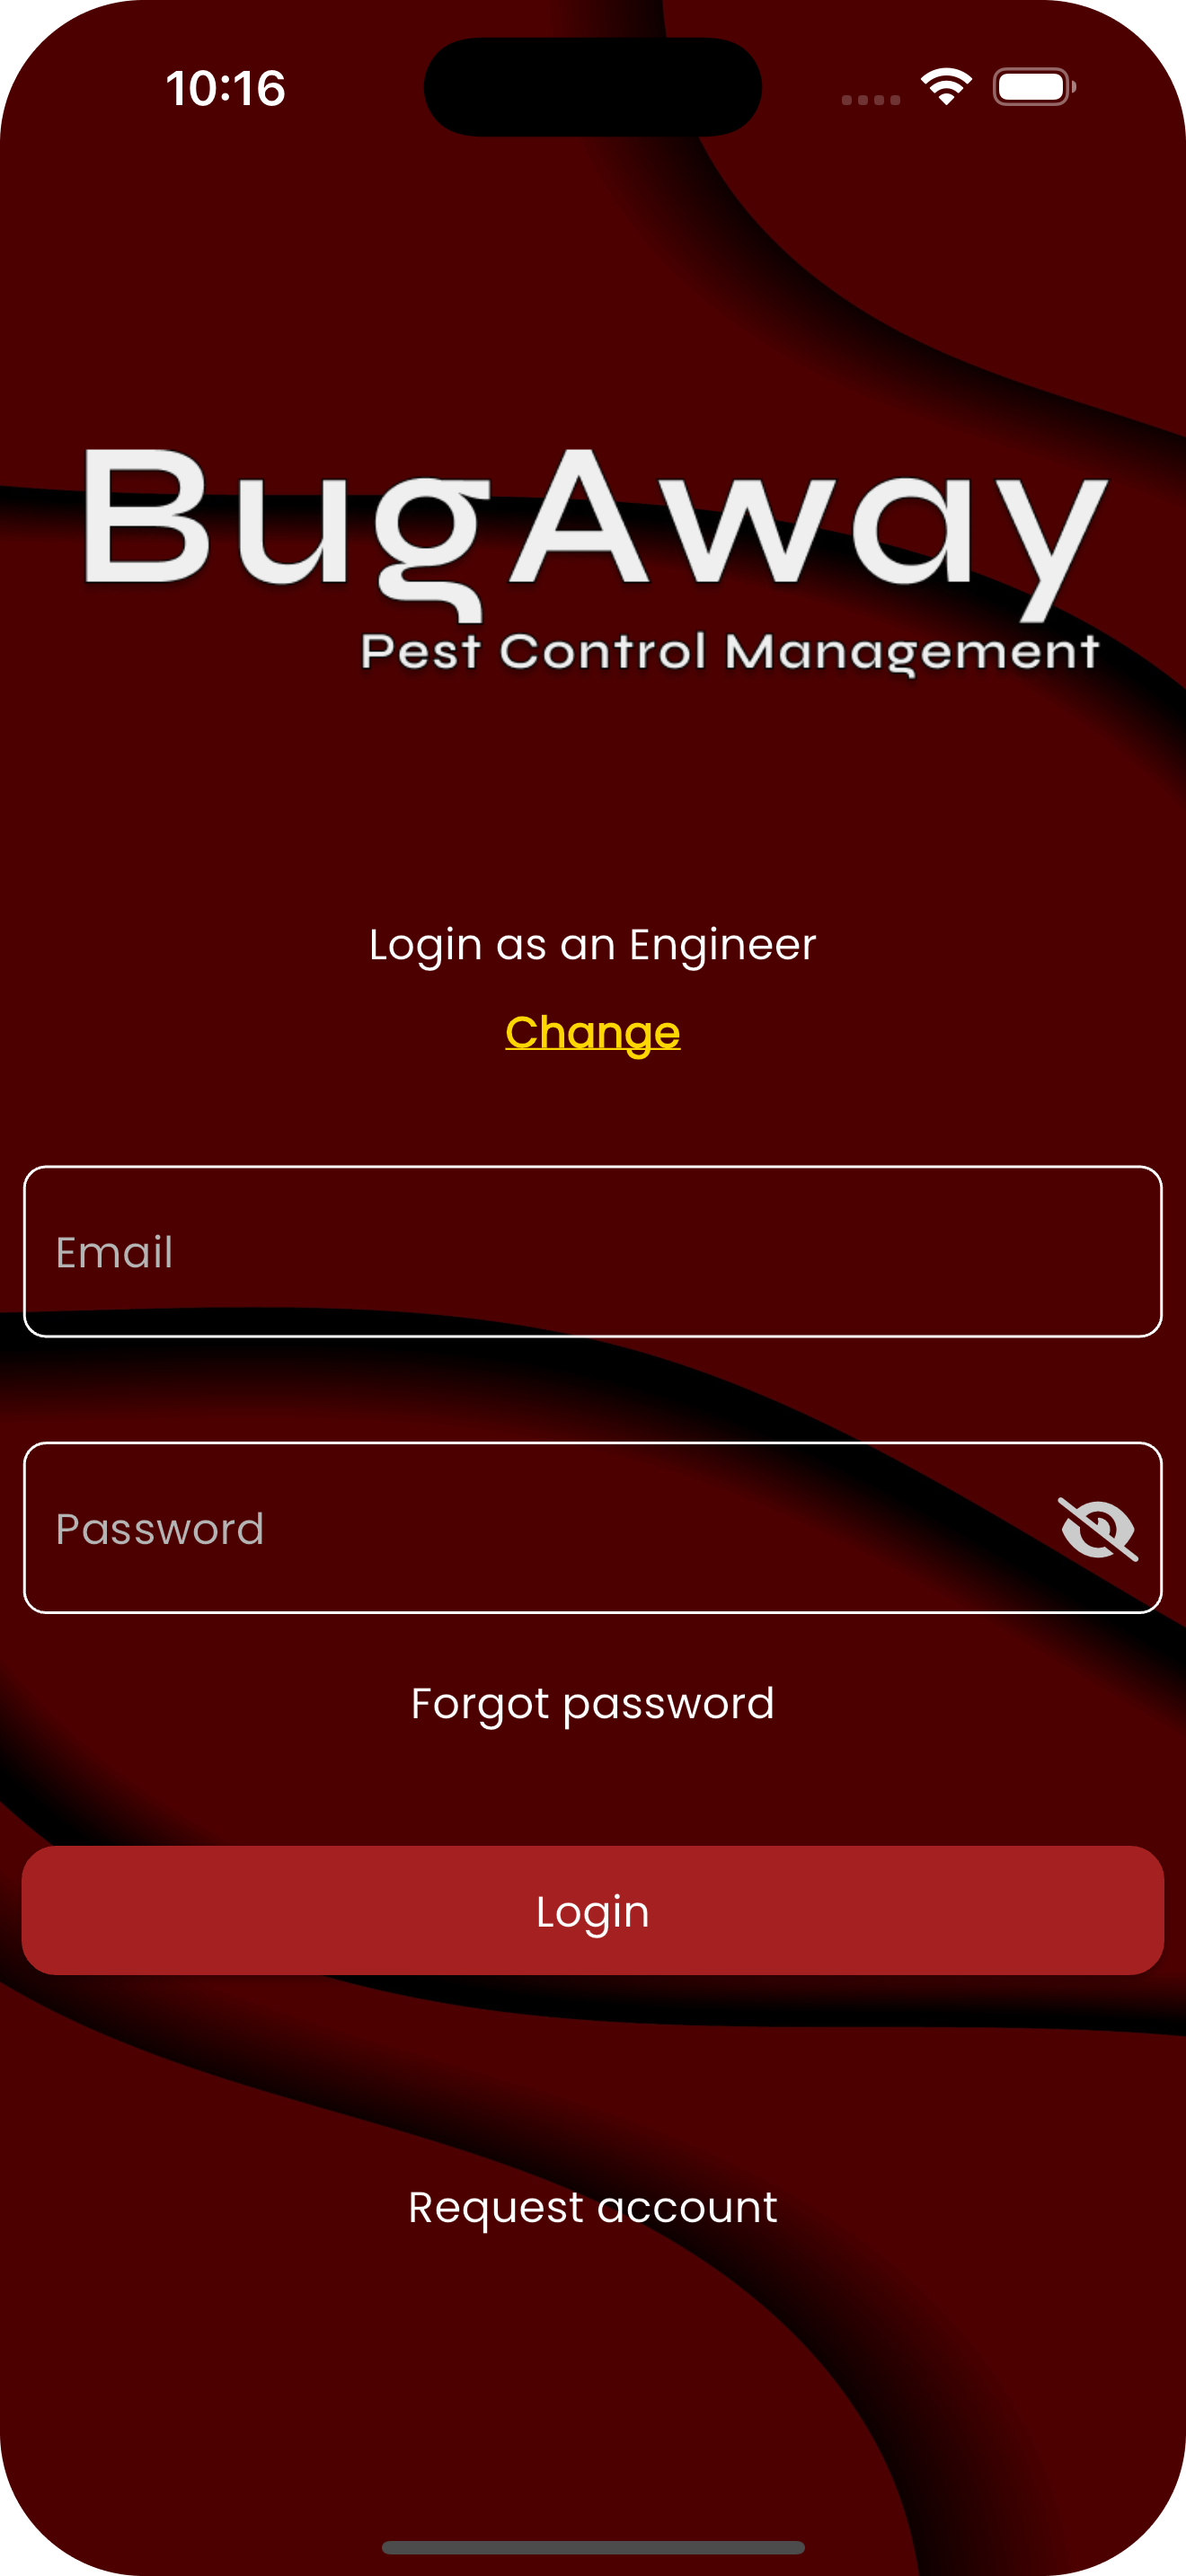 10:16
BugAway
Pest Control Management
Login as an Engineer
Change
Email
Password
Forgot password
Login
Request account